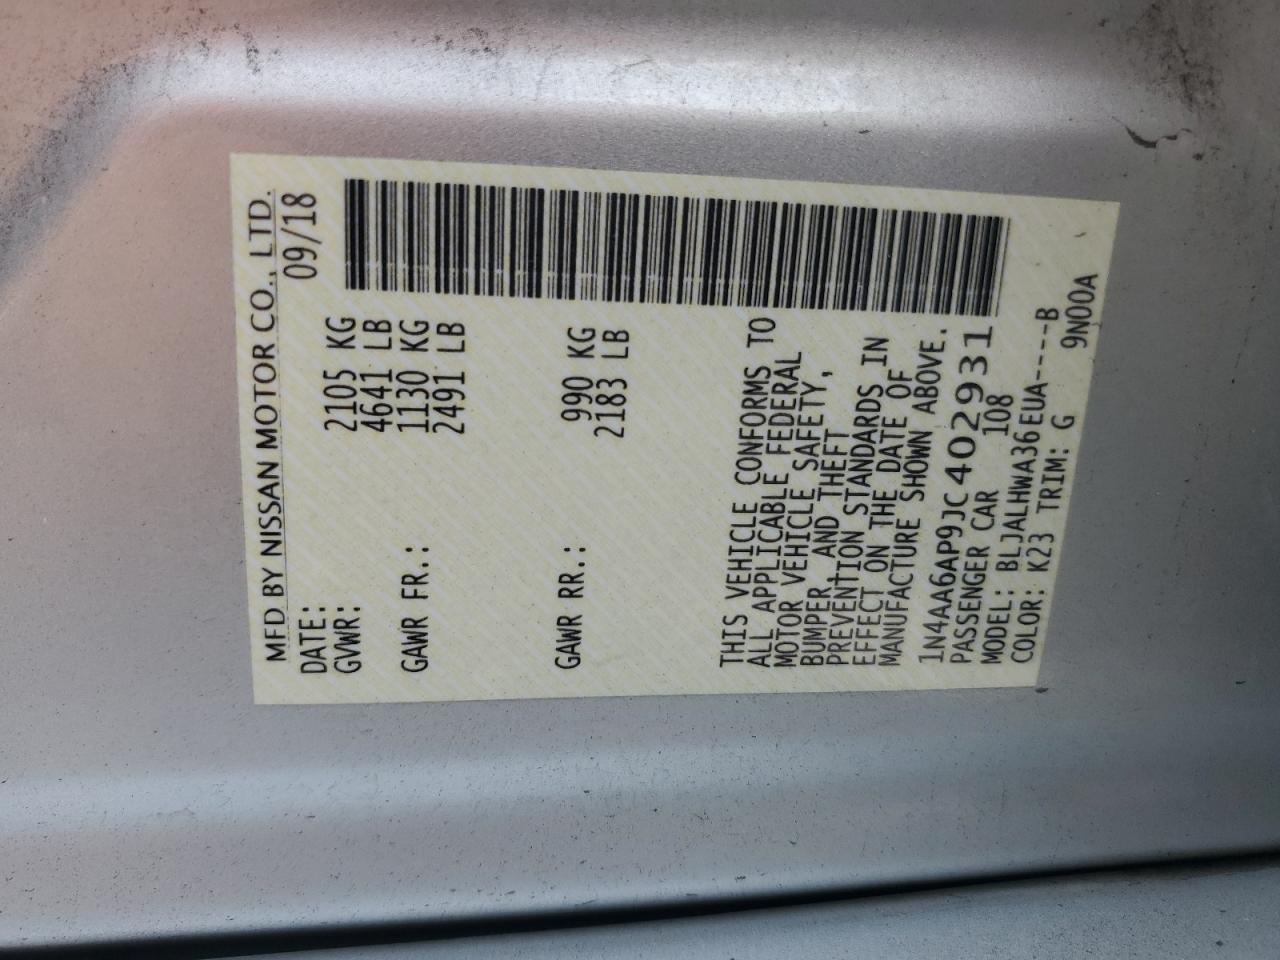 MFD BY NISSAN MOTOR CO., LTD.
DATE: 09/18
GVWR: 2105 KG
4641 LB
GAWR FR.: 1130 KG
2491 LB
GAWR RR.: 990 KG
2183 LB
THIS VEHICLE CONFORMS TO
ALL APPLICABLE FEDERAL
MOTOR VEHICLE SAFETY,
BUMPER, AND THEFT
PREVENTION STANDARDS IN
EFFECT ON THE DATE OF
MANUFACTURE SHOWN ABOVE.
1N4AA6AP9JC402931
PASSENGER CAR 108
MODEL: BLJALHWA36EUA----B
COLOR: K23 TRIM: G 9N00A